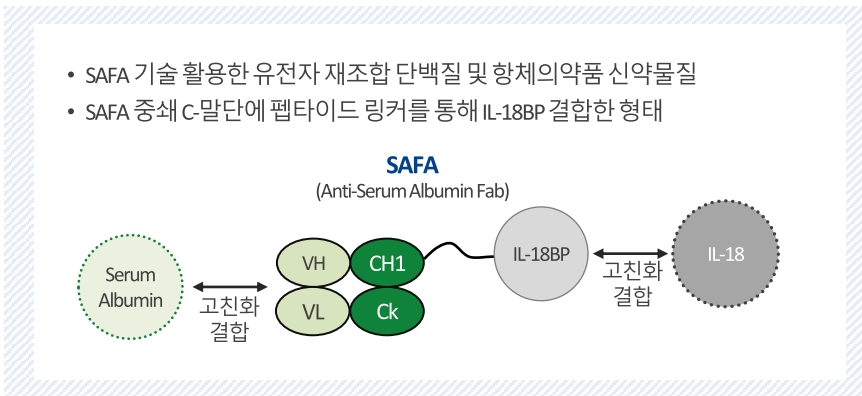 • SAFA 기술 활용한 유전자 재조합 단백질 및 항체의약품 신약물질
• SAFA 중쇄 C-말단에 펩타이드 링커를 통해 IL-18BP 결합한 형태
SAFA
(Anti-Serum Albumin Fab)
Serum
Albumin
고친화
결합
VH
CH1
VL
Ck
IL-18BP
고친화
결합
IL-18